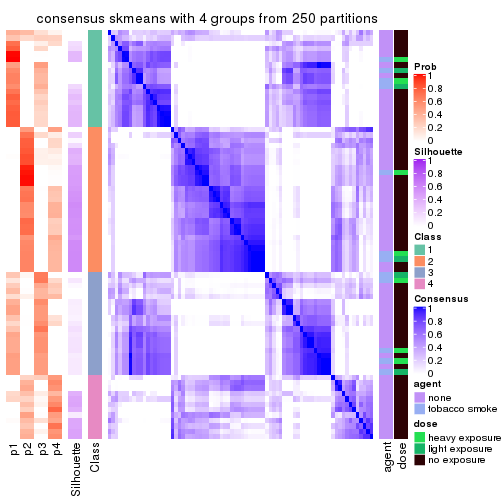 consensus skmeans with 4 groups from 250 partitions
Prob
1
0.8
0.6
0.4
0.2
0
Silhouette
1
0.8
0.6
0.4
0.2
0
Class
1
2
3
4
Consensus
1
0.8
0.6
0.4
0.2
0
agent
none
tobacco smoke
dose
heavy exposure
light exposure
no exposure
p1
p2
p3
p4
Silhouette
Class
agent
dose